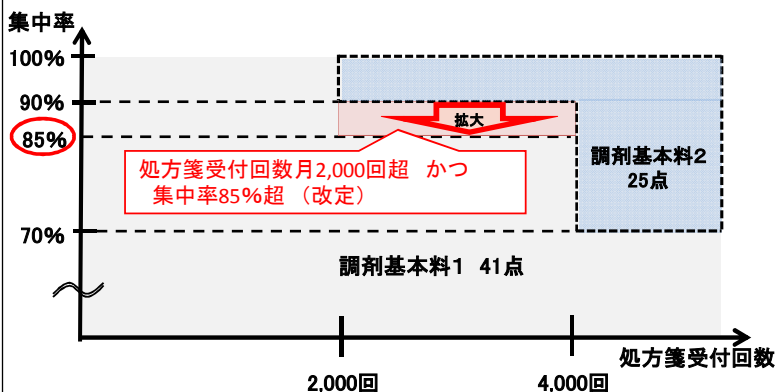 集中率
100%
90%
85%
拡大
処方箋受付回数月2,000回超 かつ
集中率85%超 （改定）
調剤基本料２
25点
70%
調剤基本料１ 41点
処方箋受付回数
2,000回
4,000回